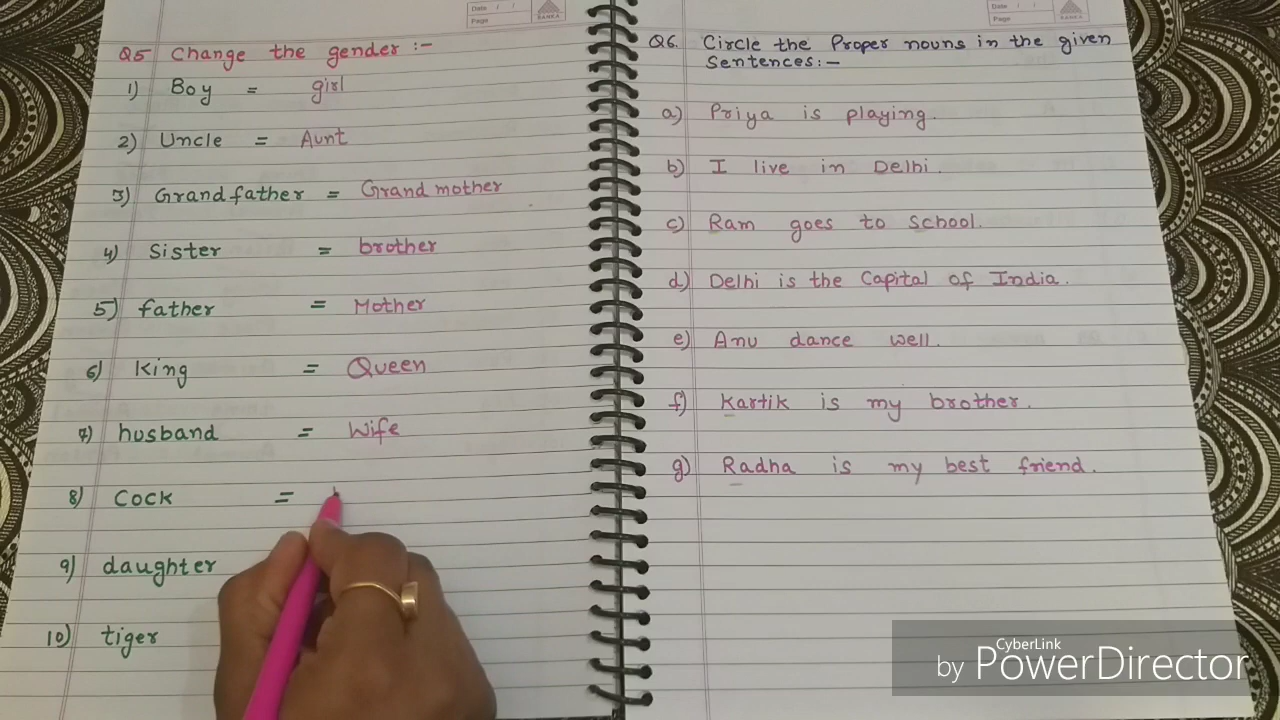 Date / /
Page
RANKA
Q5 Change the gender :-
1) Boy = girl
2) Uncle = Aunt
3) Grandfather = Grandmother
4) Sister = brother
5) father = Mother
6) King = Queen
7) husband = Wife
8) Cock =
9) daughter
10) tiger
Date / /
Page
RANKA
Q6. Circle the Proper nouns in the given
Sentences:-
a) Priya is playing.
b) I live in Delhi.
c) Ram goes to School.
d) Delhi is the Capital of India.
e) Anu dance well.
f) Kartik is my brother.
g) Radha is my best friend.
CyberLink
by PowerDirector